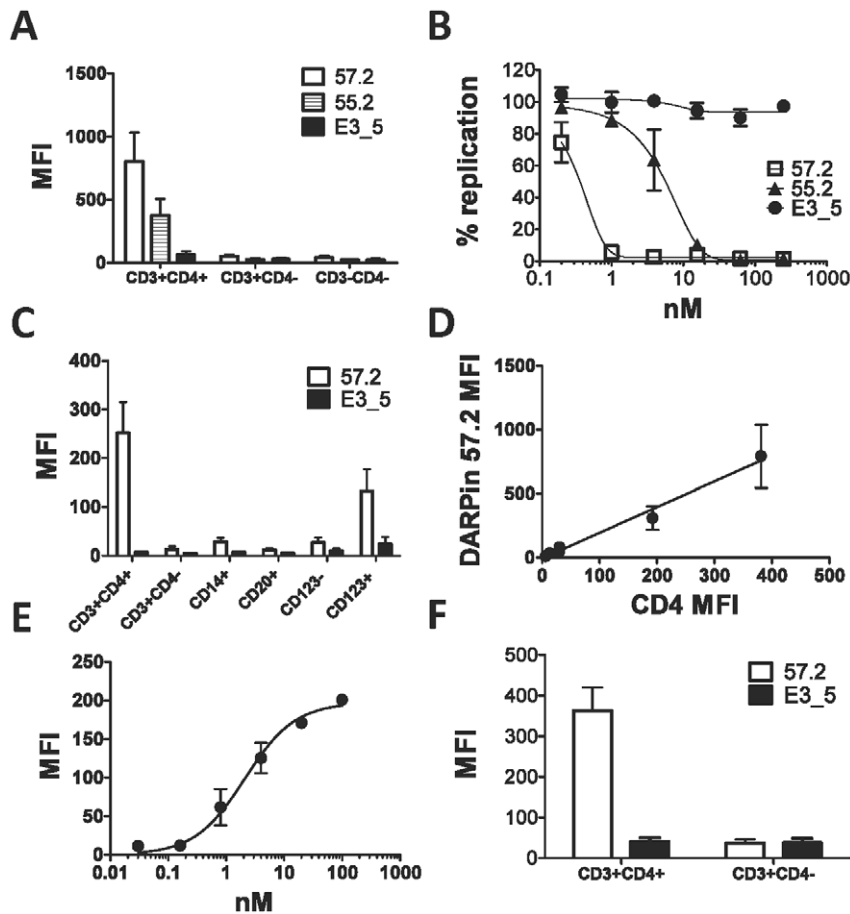 A
1500
1000
500
0
MFI
57.2
55.2
E3_5
CD3+CD4+ CD3+CD4- CD3-CD4-
B
120
100
80
60
40
20
0
% replication
57.2
55.2
E3_5
0.1 1 10 100 1000
nM
C
400
300
200
100
0
MFI
57.2
E3_5
CD3+CD4+ CD3+CD4- CD14+ CD20+ CD123- CD123+
D
1500
1000
500
0
DARPin 57.2 MFI
0 100 200 300 400 500
CD4 MFI
E
250
200
150
100
50
0
MFI
0.01 0.1 1 10 100 1000
nM
F
500
400
300
200
100
0
MFI
57.2
E3_5
CD3+CD4+ CD3+CD4-